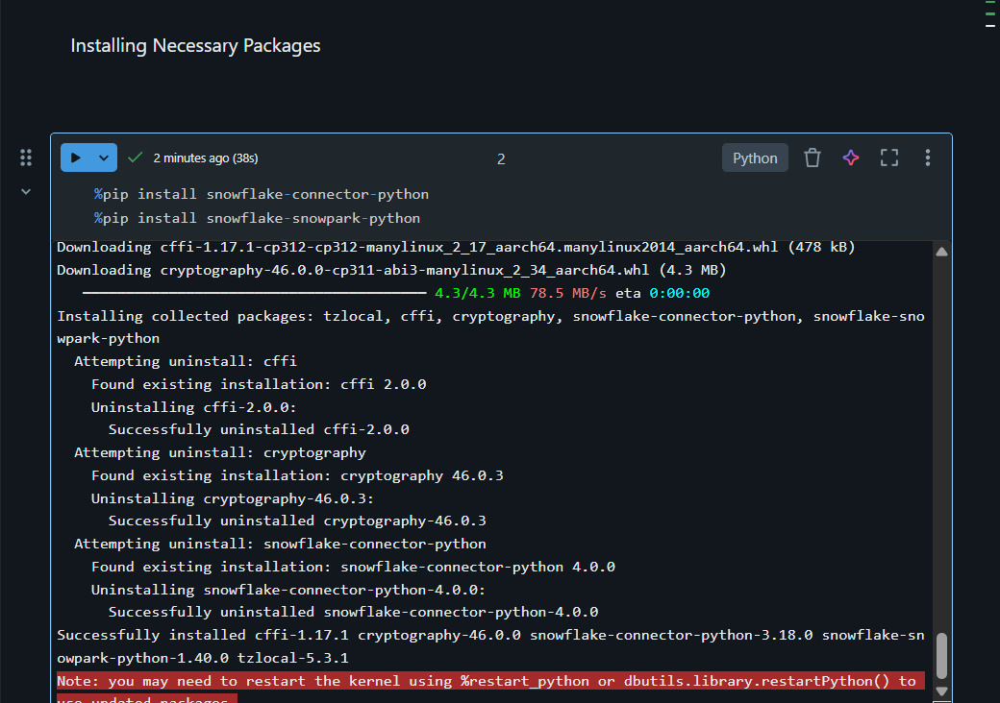 Installing Necessary Packages
2 minutes ago (38s)
2
Python
%pip install snowflake-connector-python
%pip install snowflake-snowpark-python
Downloading cffi-1.17.1-cp312-cp312-manylinux_2_17_aarch64.manylinux2014_aarch64.whl (478 kB)
Downloading cryptography-46.0.0-cp311-abi3-manylinux_2_34_aarch64.whl (4.3 MB)
4.3/4.3 MB 78.5 MB/s eta 0:00:00
Installing collected packages: tzlocal, cffi, cryptography, snowflake-connector-python, snowflake-sno
wpark-python
Attempting uninstall: cffi
Found existing installation: cffi 2.0.0
Uninstalling cffi-2.0.0:
Successfully uninstalled cffi-2.0.0
Attempting uninstall: cryptography
Found existing installation: cryptography 46.0.3
Uninstalling cryptography-46.0.3:
Successfully uninstalled cryptography-46.0.3
Attempting uninstall: snowflake-connector-python
Found existing installation: snowflake-connector-python 4.0.0
Uninstalling snowflake-connector-python-4.0.0:
Successfully uninstalled snowflake-connector-python-4.0.0
Successfully installed cffi-1.17.1 cryptography-46.0.0 snowflake-connector-python-3.18.0 snowflake-sn
owpark-python-1.40.0 tzlocal-5.3.1
Note: you may need to restart the kernel using %restart_python or dbutils.library.restartPython() to
use updated packages.